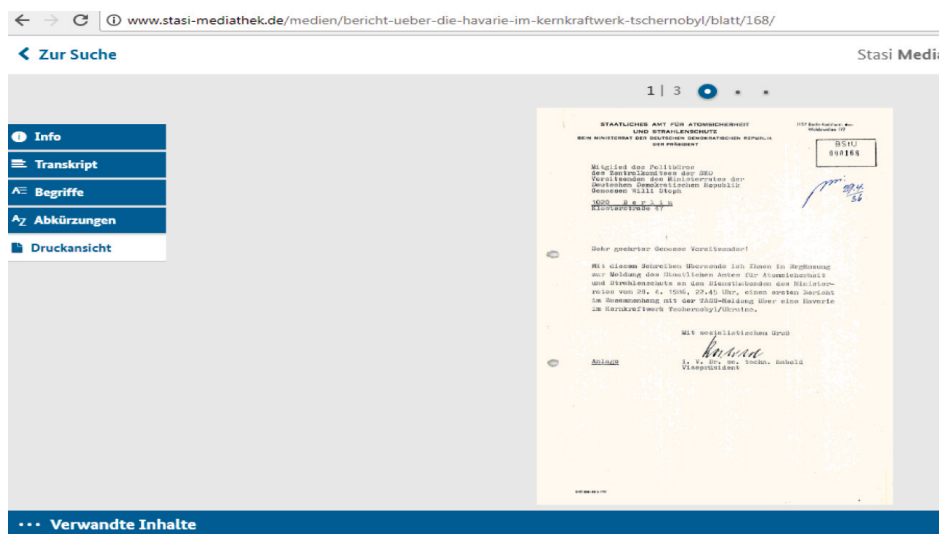 www.stasi-mediathek.de/medien/bericht-ueber-die-havarie-im-kernkraftwerk-tschernobyl/blatt/168/
Zur Suche
Stasi Media
1 | 3
Info
Transkript
Begriffe
Abkürzungen
Druckansicht
STAATLICHES AMT FÜR ATOMSICHERHEIT
UND STRAHLENSCHUTZ
BEIM MINISTERRAT DER DEUTSCHEN DEMOKRATISCHEN REPUBLIK
DER PRÄSIDENT
BStU
000168
Mitglied des Politbüros
des Zentralkomitees der SED
Vorsitzenden des Ministerrates der
Deutschen Demokratischen Republik
Genossen Willi Stoph
1020 Berlin
Klosterstraße 47
Sehr geehrter Genosse Vorsitzender!
Mit diesem Schreiben übersende ich Ihnen in Ergänzung
zur Meldung des Staatlichen Amtes für Atomsicherheit
und Strahlenschutz an den Diensthabenden des Minister-
rates von 28. 4. 1986, 22.45 Uhr, einen ersten Bericht
im Zusammenhang mit der TASS-Meldung über eine Havarie
im Kernkraftwerk Tschernobyl/Ukraine.
Mit sozialistischem Gruß
Anlage
i. V. Dr. sc. techn. Rabold
Vizepräsident
Verwandte Inhalte